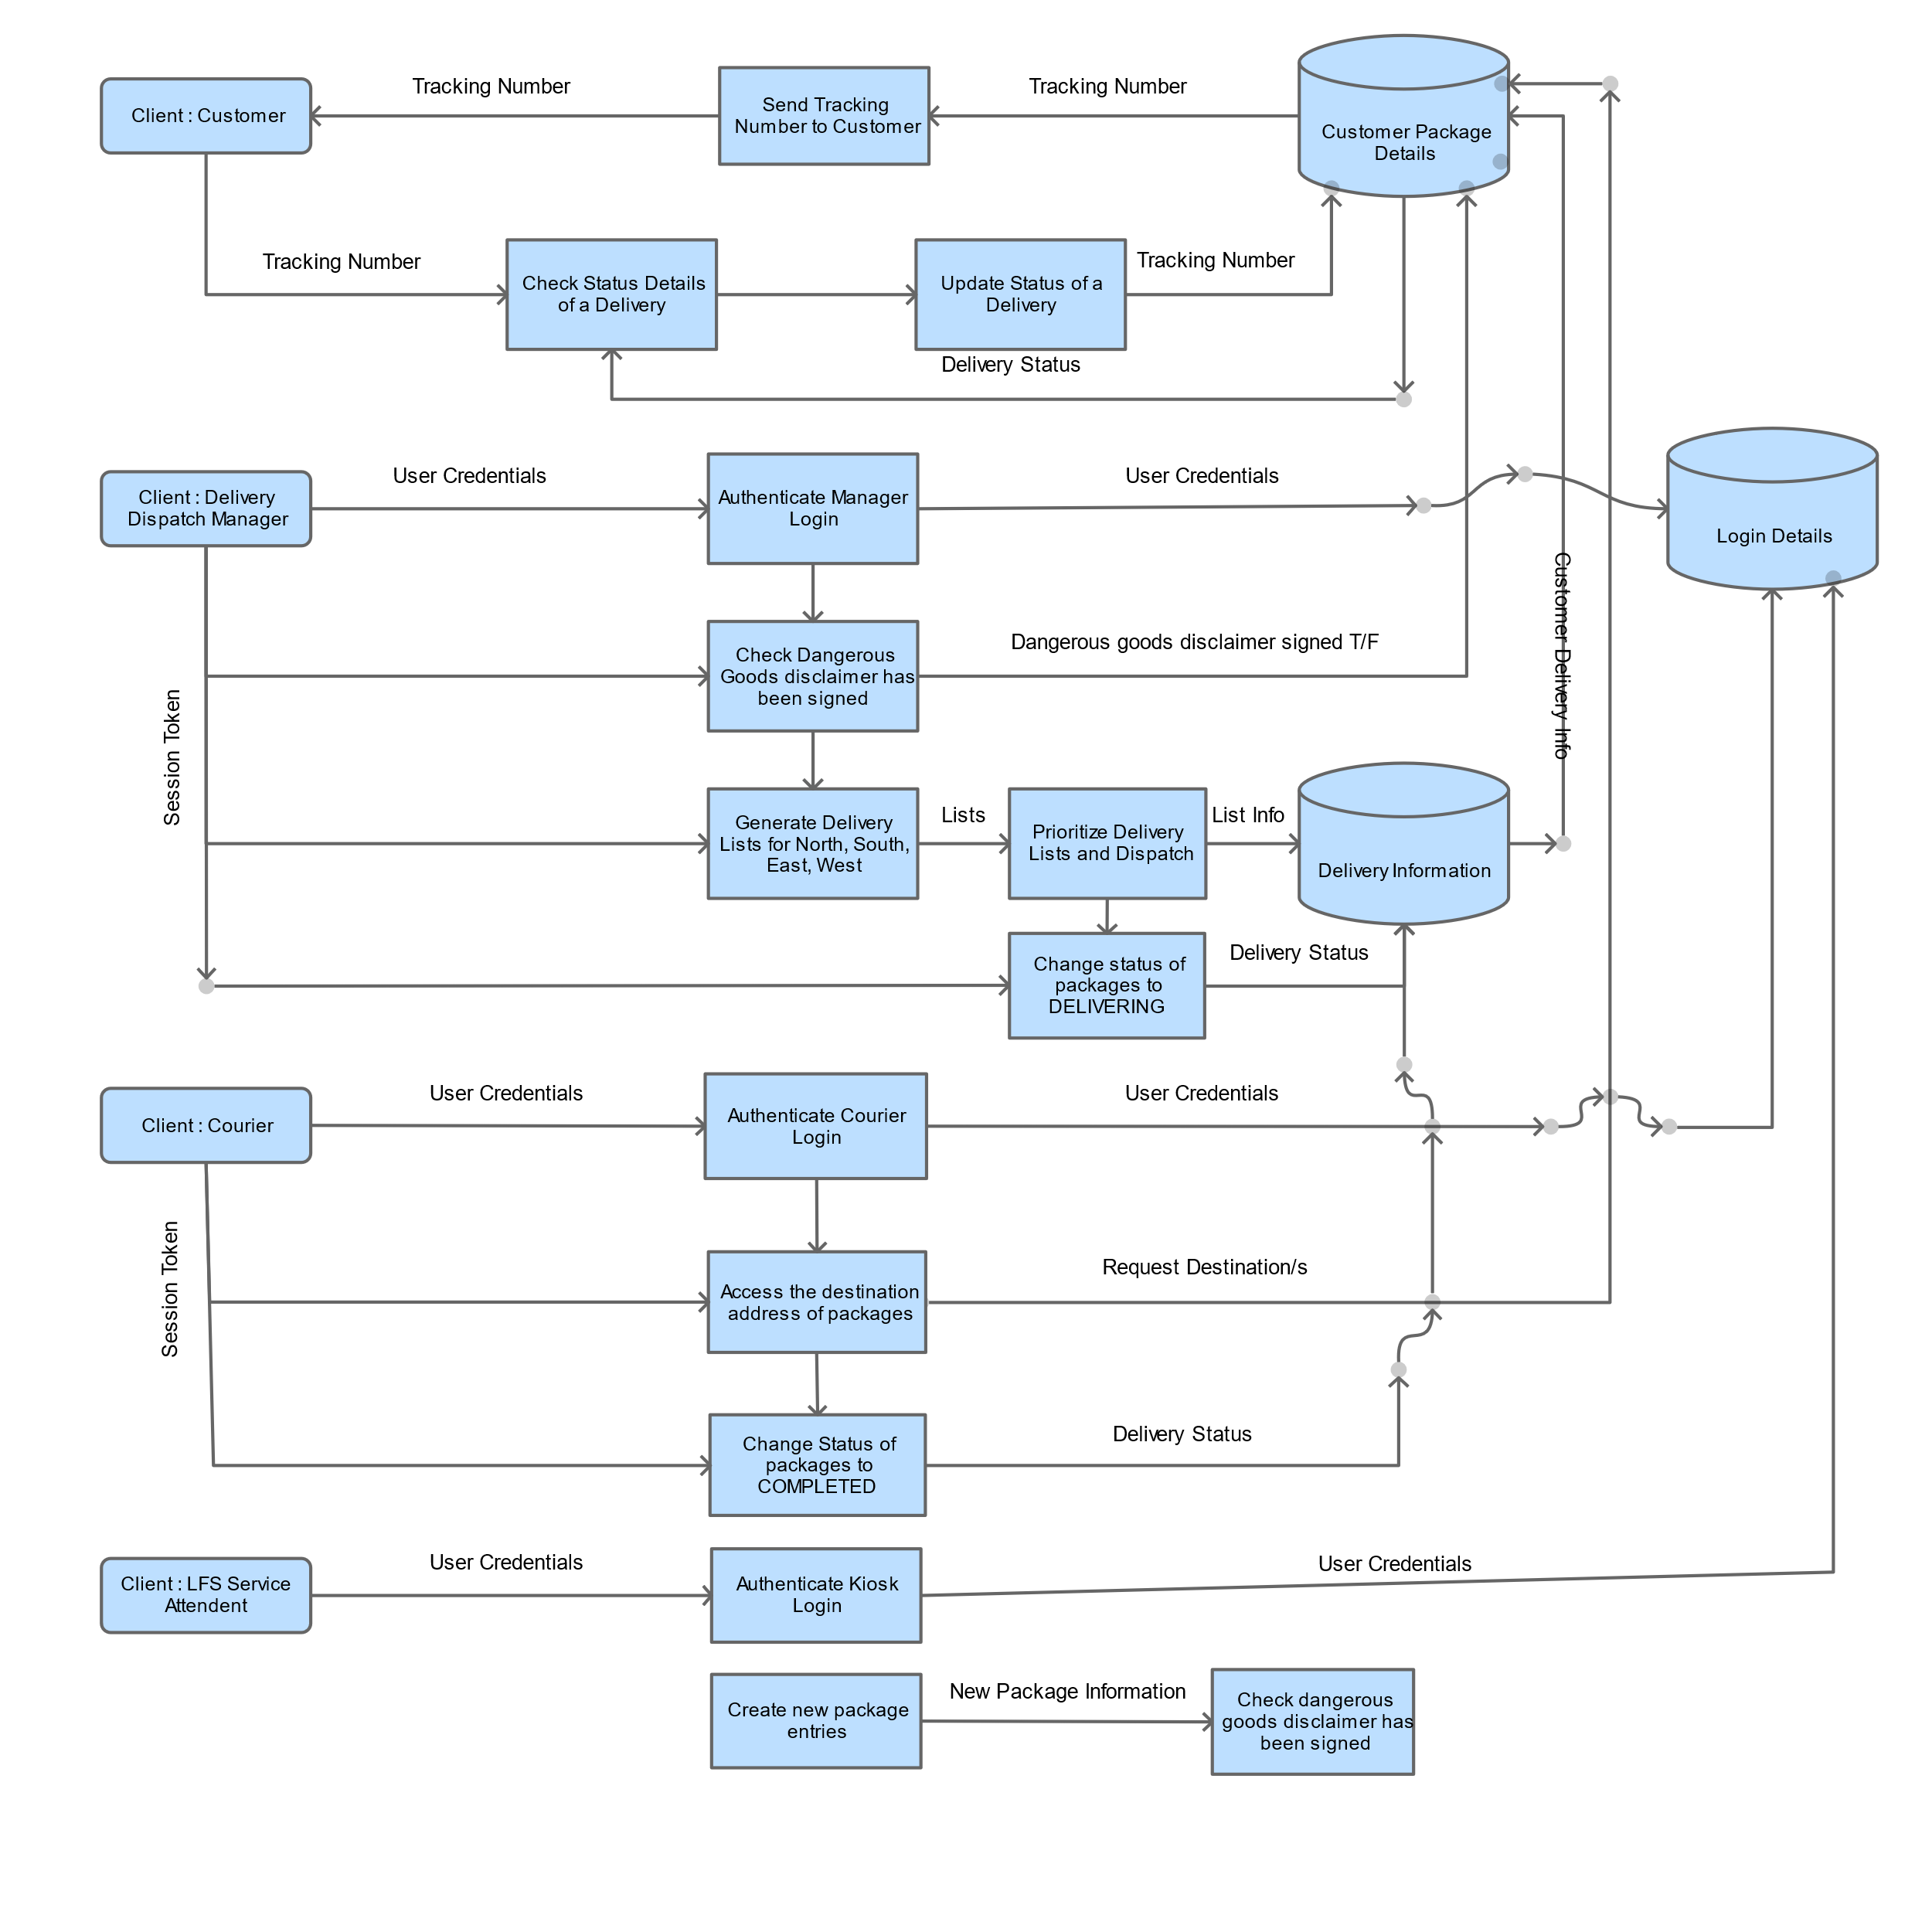 Tracking Number
Tracking Number
Client : Customer
Send Tracking
Number to Customer
Customer Package
Details
Tracking Number
Tracking Number
Check Status Details
of a Delivery
Update Status of a
Delivery
Delivery Status
User Credentials
User Credentials
Client : Delivery
Dispatch Manager
Authenticate Manager
Login
Login Details
Customer Delivery Info
Dangerous goods disclaimer signed T/F
Check Dangerous
Goods disclaimer has
been signed
Session Token
Generate Delivery
Lists for North, South,
East, West
Lists
Prioritize Delivery
Lists and Dispatch
List Info
Delivery Information
Change status of
packages to
DELIVERING
Delivery Status
User Credentials
User Credentials
Client : Courier
Authenticate Courier
Login
Session Token
Request Destination/s
Access the destination
address of packages
Change Status of
packages to
COMPLETED
Delivery Status
User Credentials
User Credentials
Client : LFS Service
Attendent
Authenticate Kiosk
Login
Create new package
entries
New Package Information
Check dangerous
goods disclaimer has
been signed